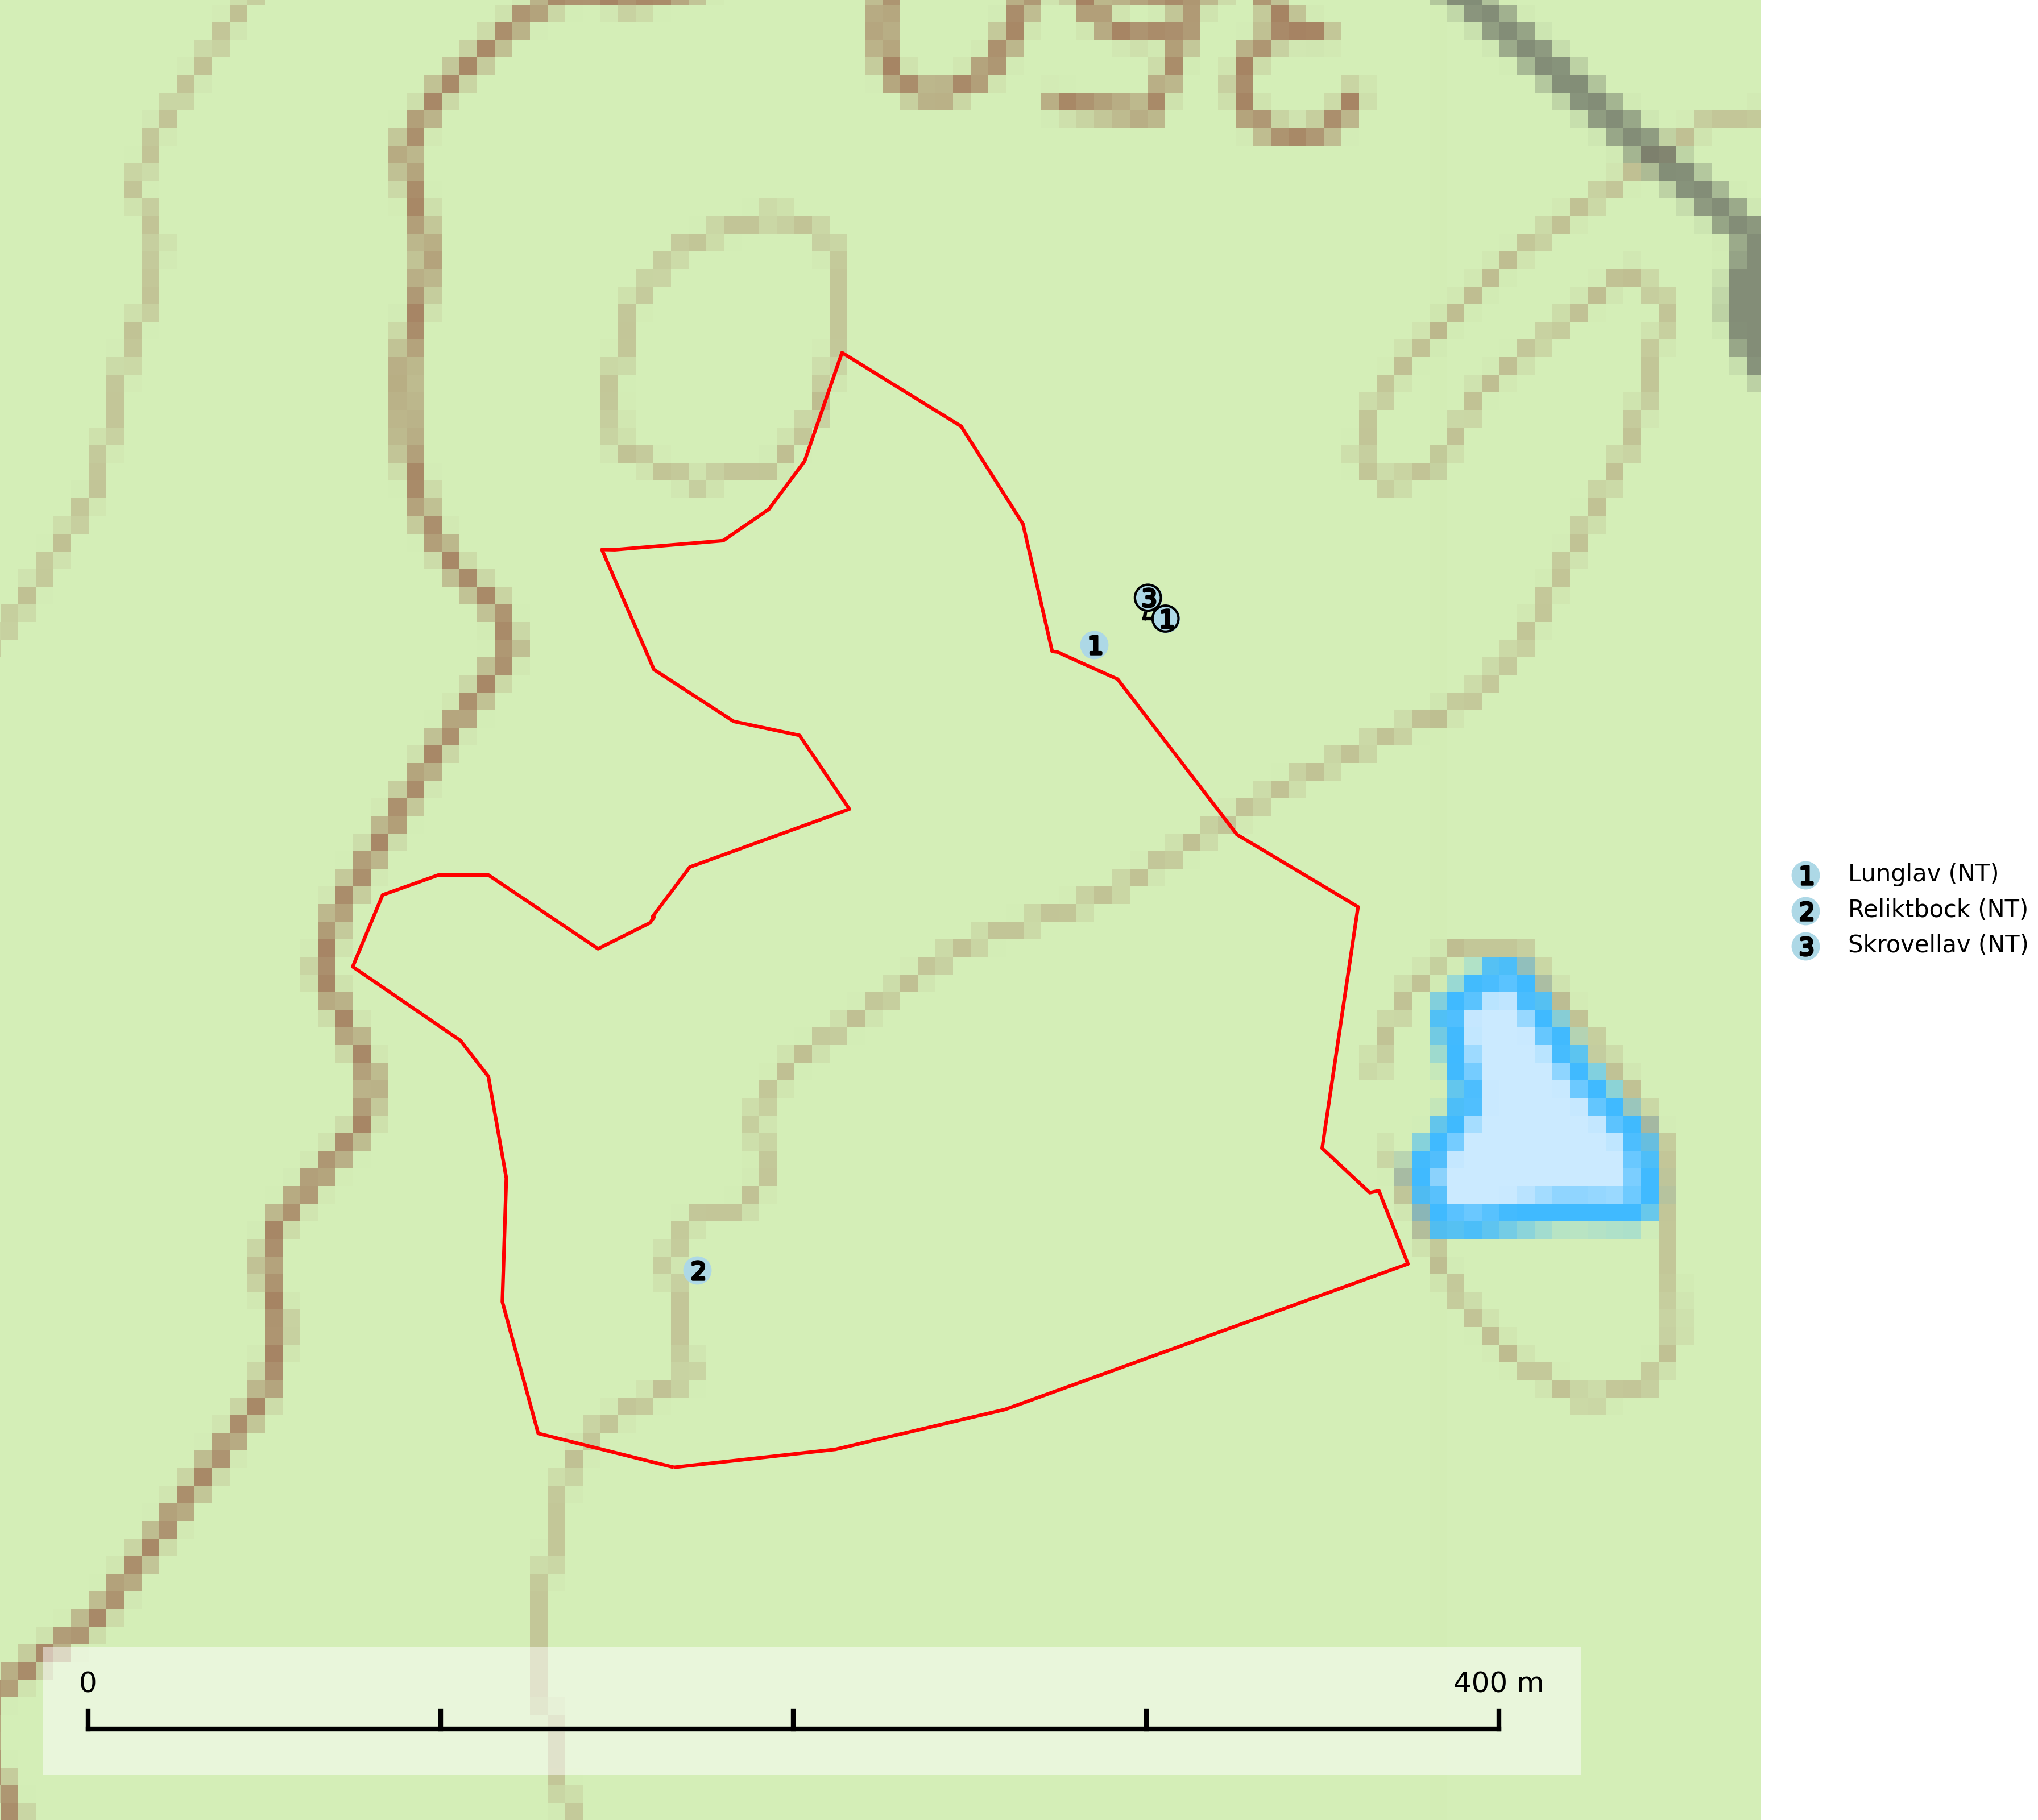 3
1
1
2
1 Lunglav (NT)
2 Reliktbock (NT)
3 Skrovellav (NT)
0 400 m